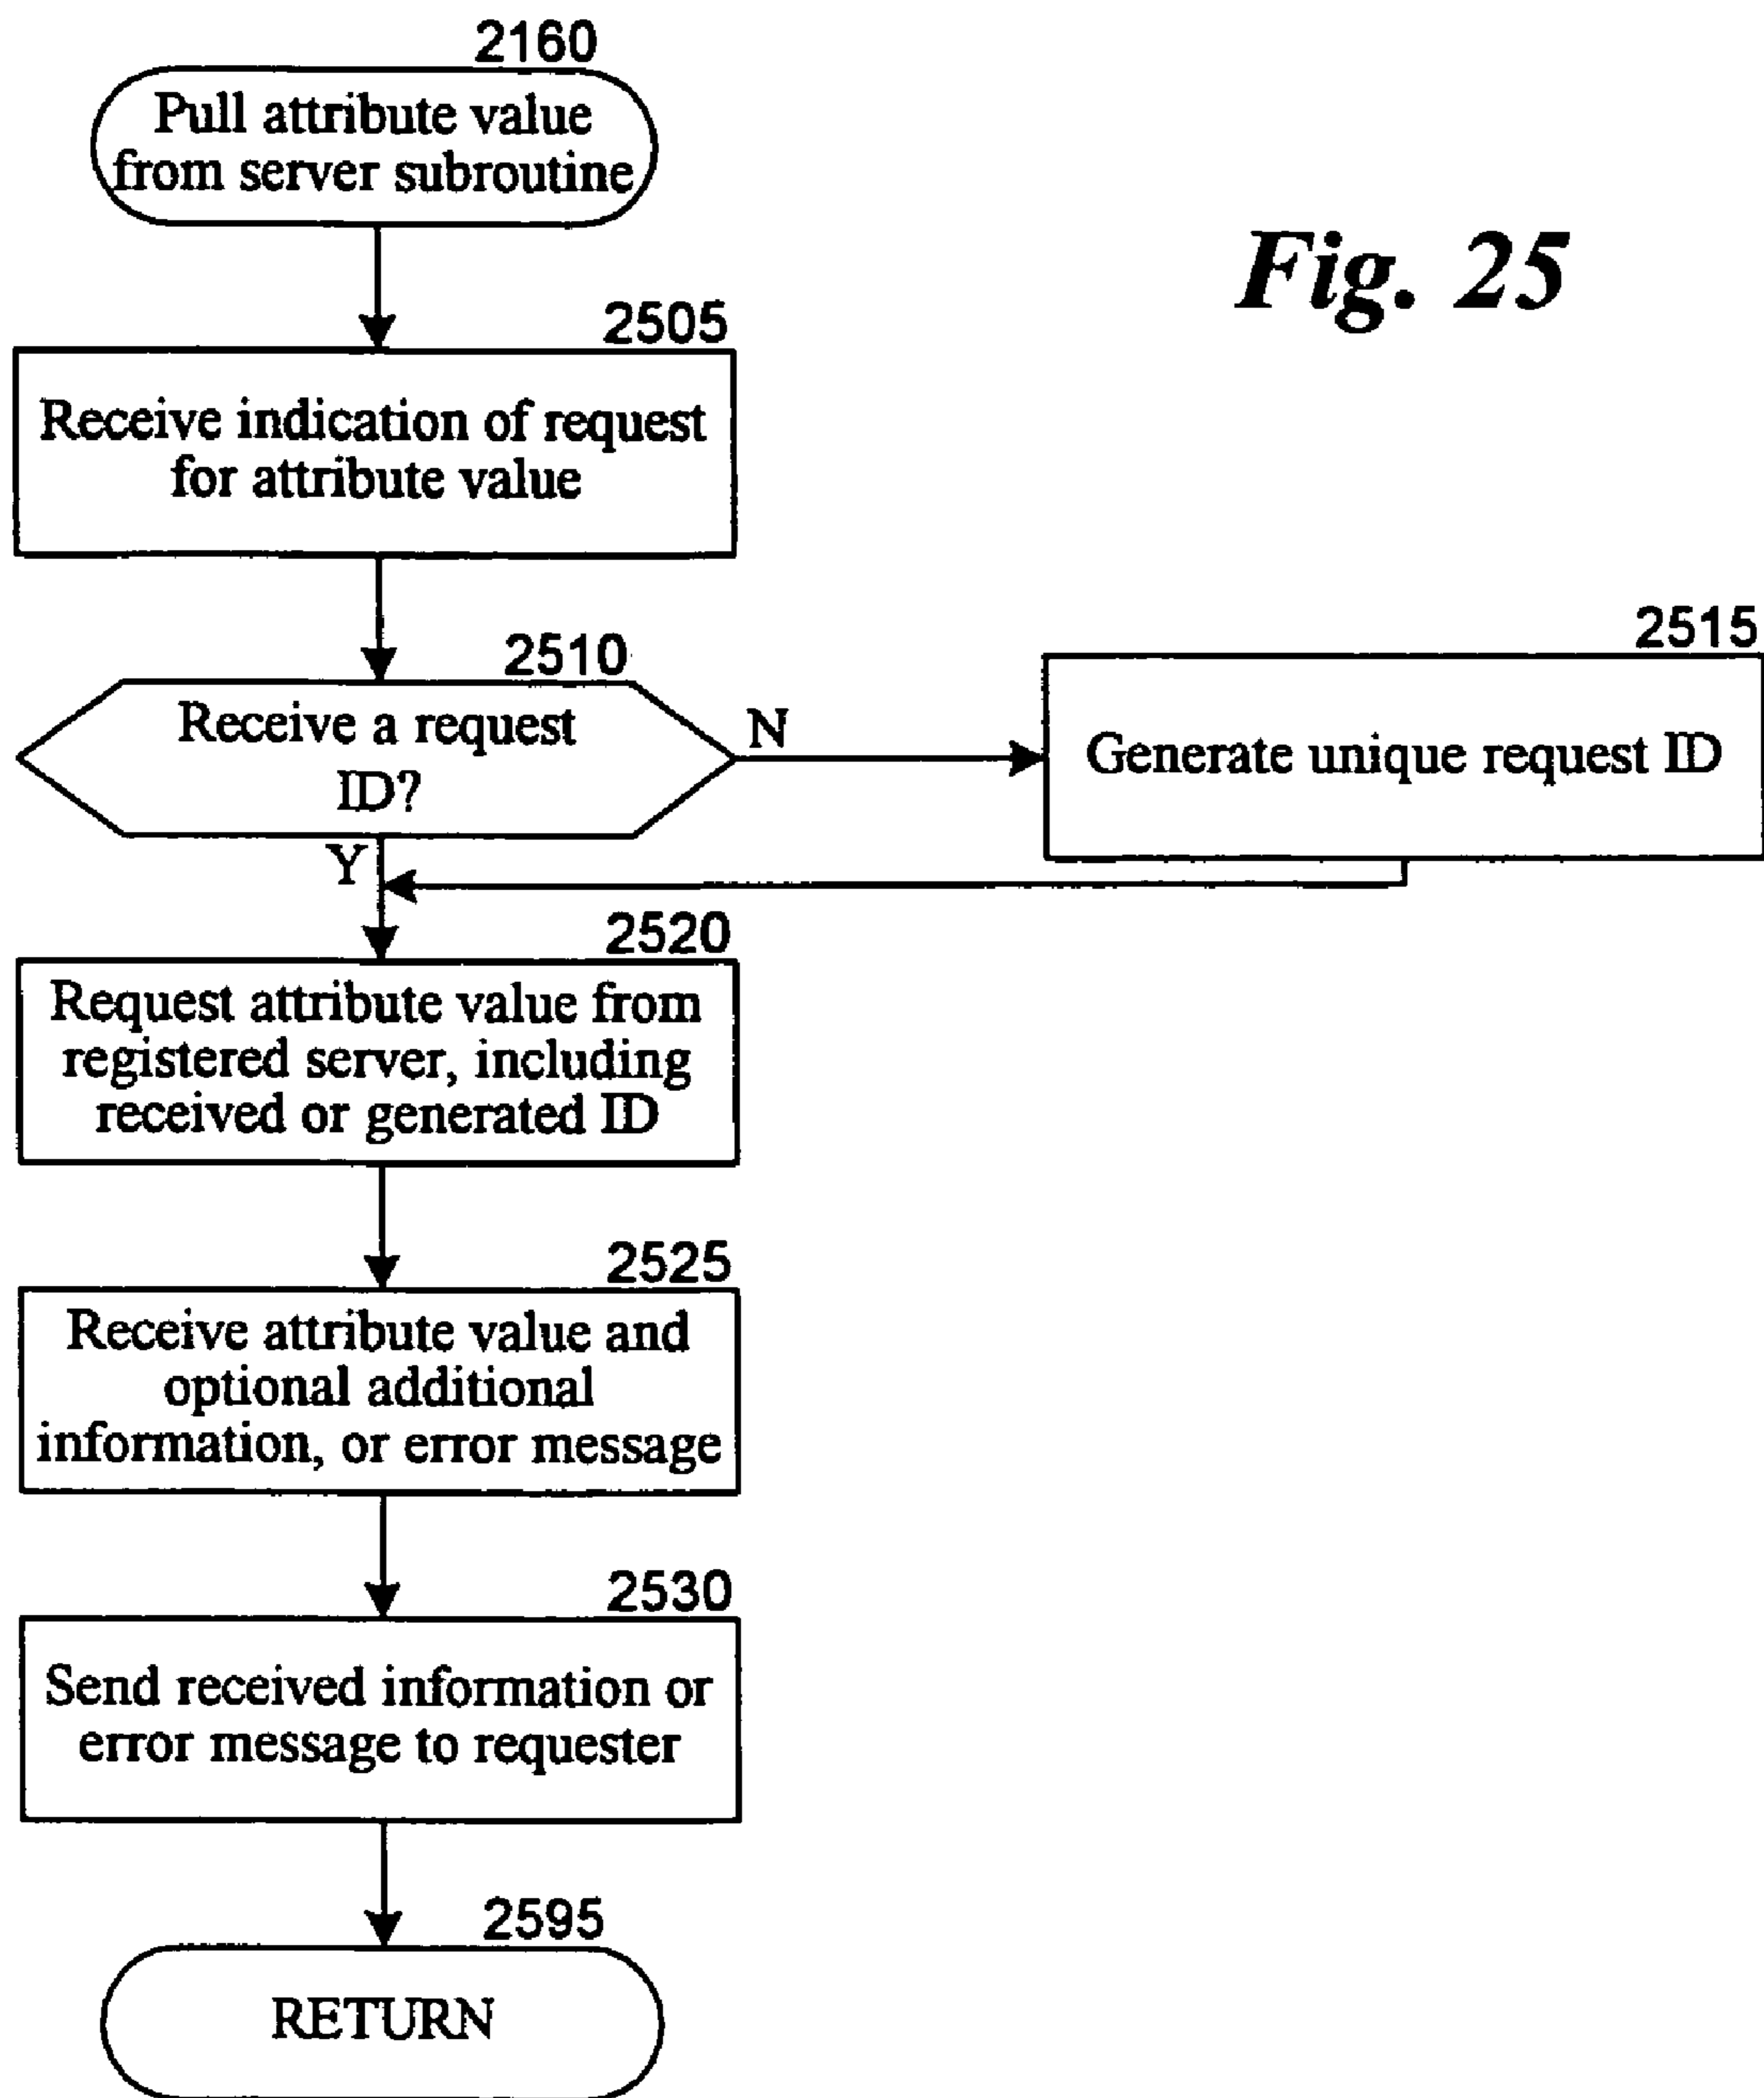 2160
Pull attribute value
from server subroutine
Fig. 25
2505
Receive indication of request
for attribute value
2510
Receive a request
ID?
N
2515
Generate unique request ID
Y
2520
Request attribute value from
registered server, including
received or generated ID
2525
Receive attribute value and
optional additional
information, or error message
2530
Send received information or
error message to requester
2595
RETURN